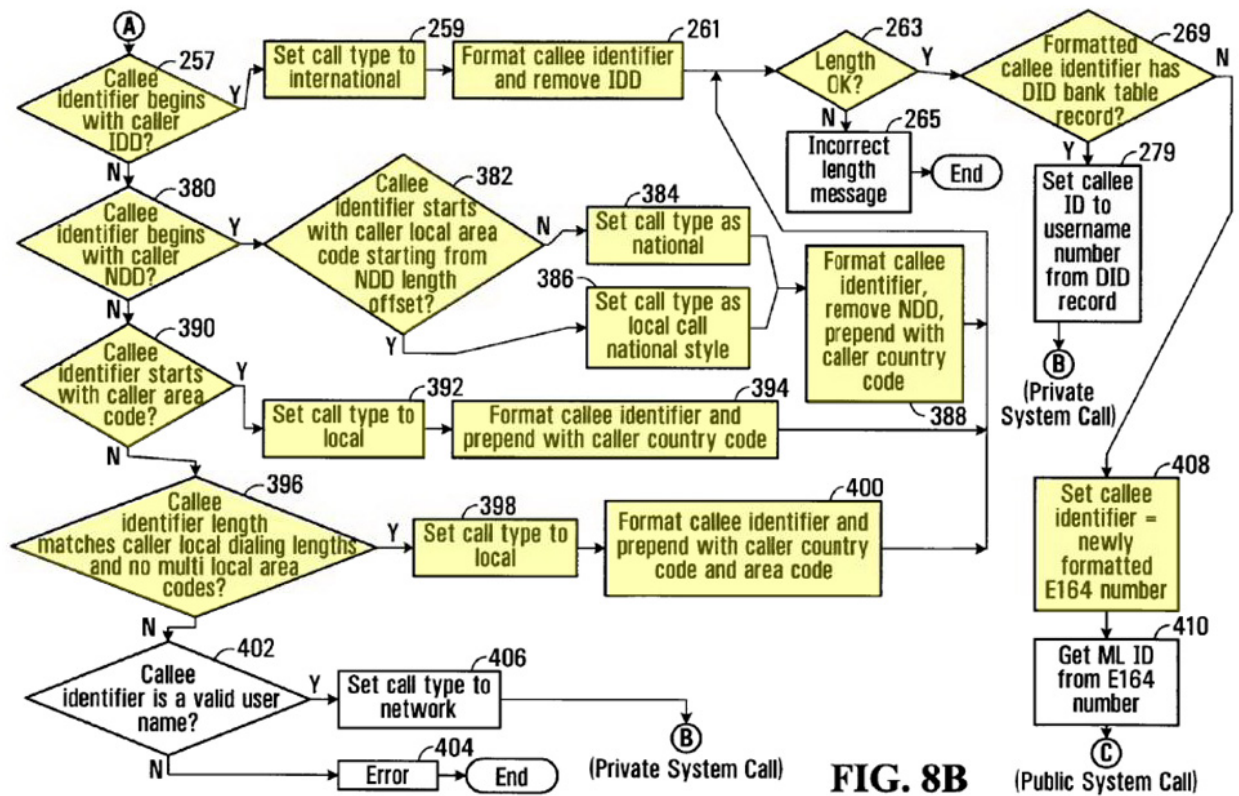 A
257
Callee
identifier begins
with caller
IDD?
Y
N
259
Set call type to
international
261
Format callee identifier
and remove IDD
263
Length
OK?
Y
N
265
Incorrect
length
message
End
269
Formatted
callee identifier has
DID bank table
record?
N
Y
279
Set callee
ID to
username
number
from DID
record
B
(Private
System Call)
380
Callee
identifier begins
with caller
NDD?
Y
N
382
Callee
identifier starts
with caller local area
code starting from
NDD length
offset?
N
Y
384
Set call type as
national
386
Set call type as
local call
national style
Format callee
identifier,
remove NDD,
prepend with
caller country
code
388
390
Callee
identifier starts
with caller area
code?
Y
N
392
Set call type to
local
394
Format callee identifier and
prepend with caller country code
396
Callee
identifier length
matches caller local dialing lengths
and no multi local area
codes?
Y
N
398
Set call type to
local
400
Format callee identifier and
prepend with caller country
code and area code
402
Callee
identifier is a valid user
name?
Y
N
406
Set call type to
network
B
(Private System Call)
404
Error
End
408
Set callee
identifier =
newly
formatted
E164 number
410
Get ML ID
from E164
number
C
(Public System Call)
FIG. 8B